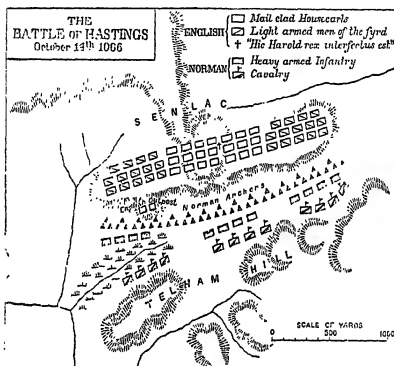 THE
BATTLE OF HASTINGS
October 14th 1066
ENGLISH
Mail clad Housecarls
Light armed men of the fyrd
"Hic Harold rex interfectus est"
NORMAN
Heavy armed Infantry
Cavalry
SENLAC
English Outpost
Norman Archers
TELHAM HILL
SCALE OF YARDS
0 500 1000